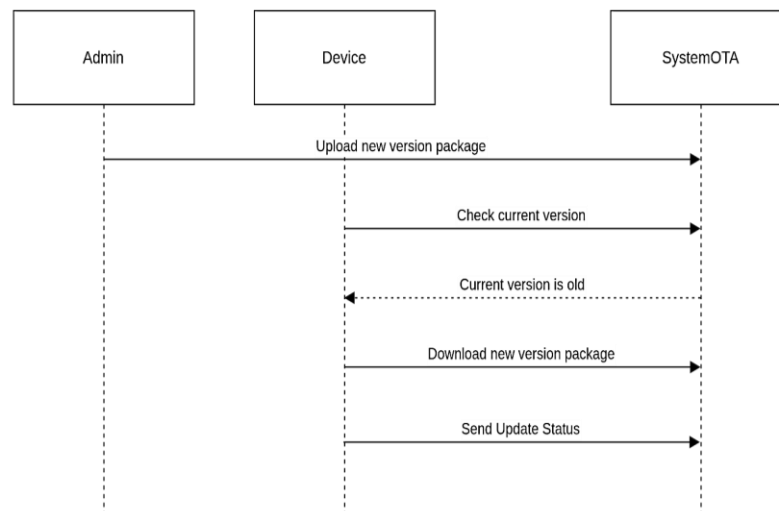 Admin
Device
SystemOTA
Upload new version package
Check current version
Current version is old
Download new version package
Send Update Status